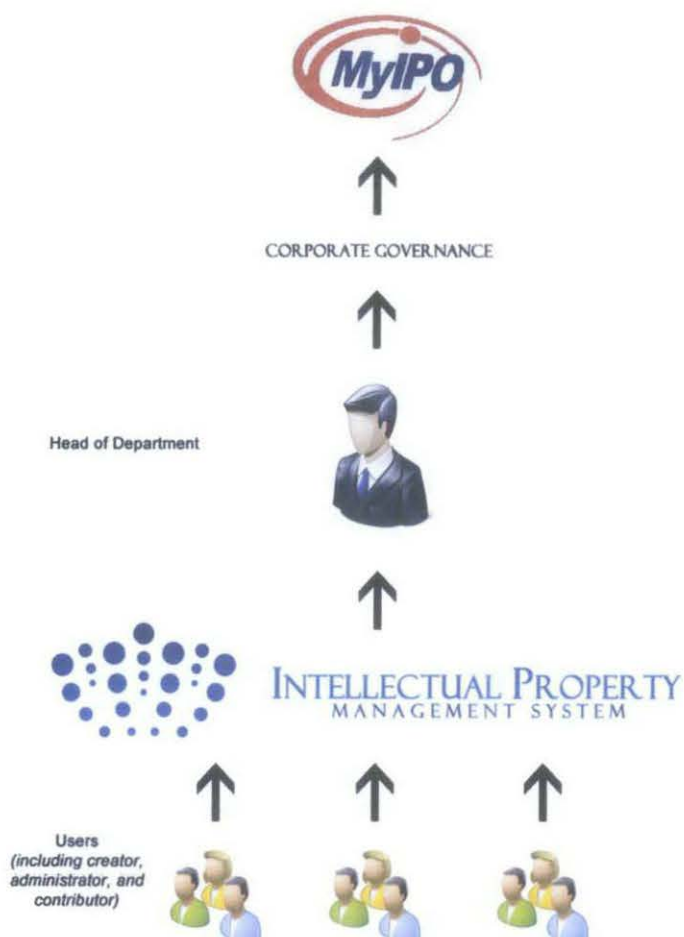 MyIPO
CORPORATE GOVERNANCE
Head of Department
INTELLECTUAL PROPERTY
MANAGEMENT SYSTEM
Users
(including creator,
administrator, and
contributor)